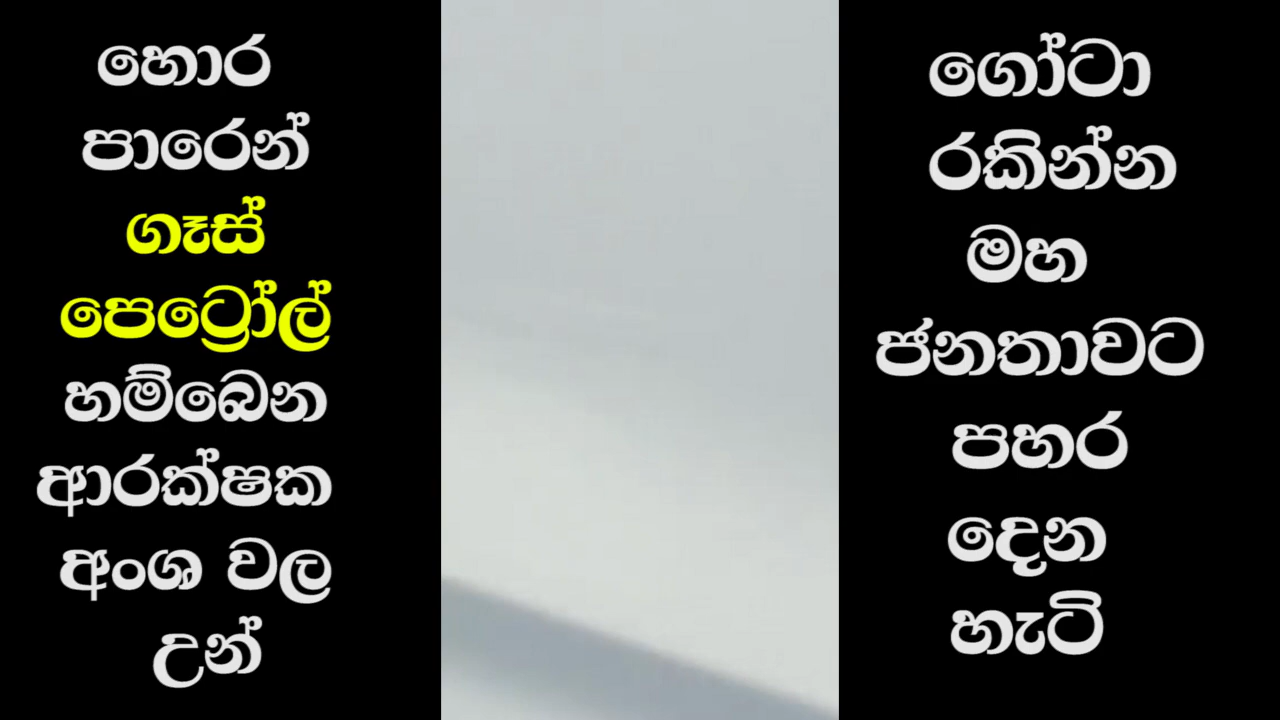 හොර
පාරෙන්
ගෑස්
පෙට්‍රෝල්
හම්බෙන
ආරක්ෂක
අංශ වල
උන්
ගෝටා
රකින්න
මහ
ජනතාවට
පහර
දෙන
හැටි